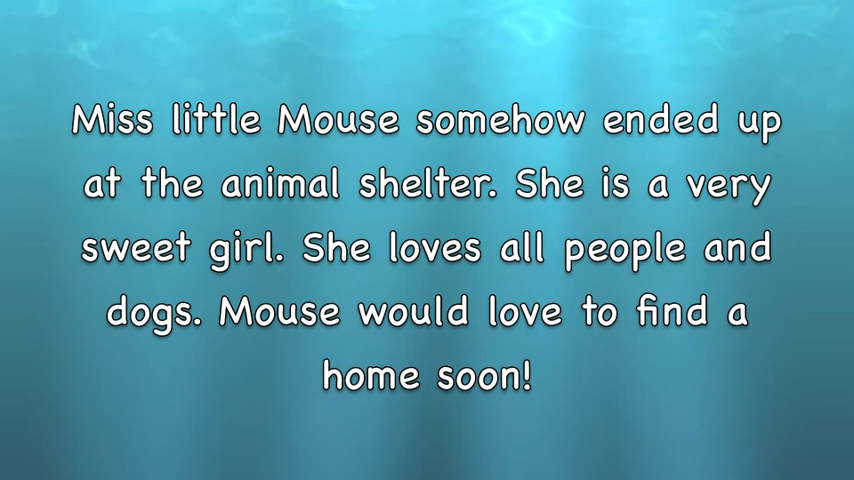 Miss little Mouse somehow ended up
at the animal shelter. She is a very
sweet girl. She loves all people and
dogs. Mouse would love to find a
home soon!